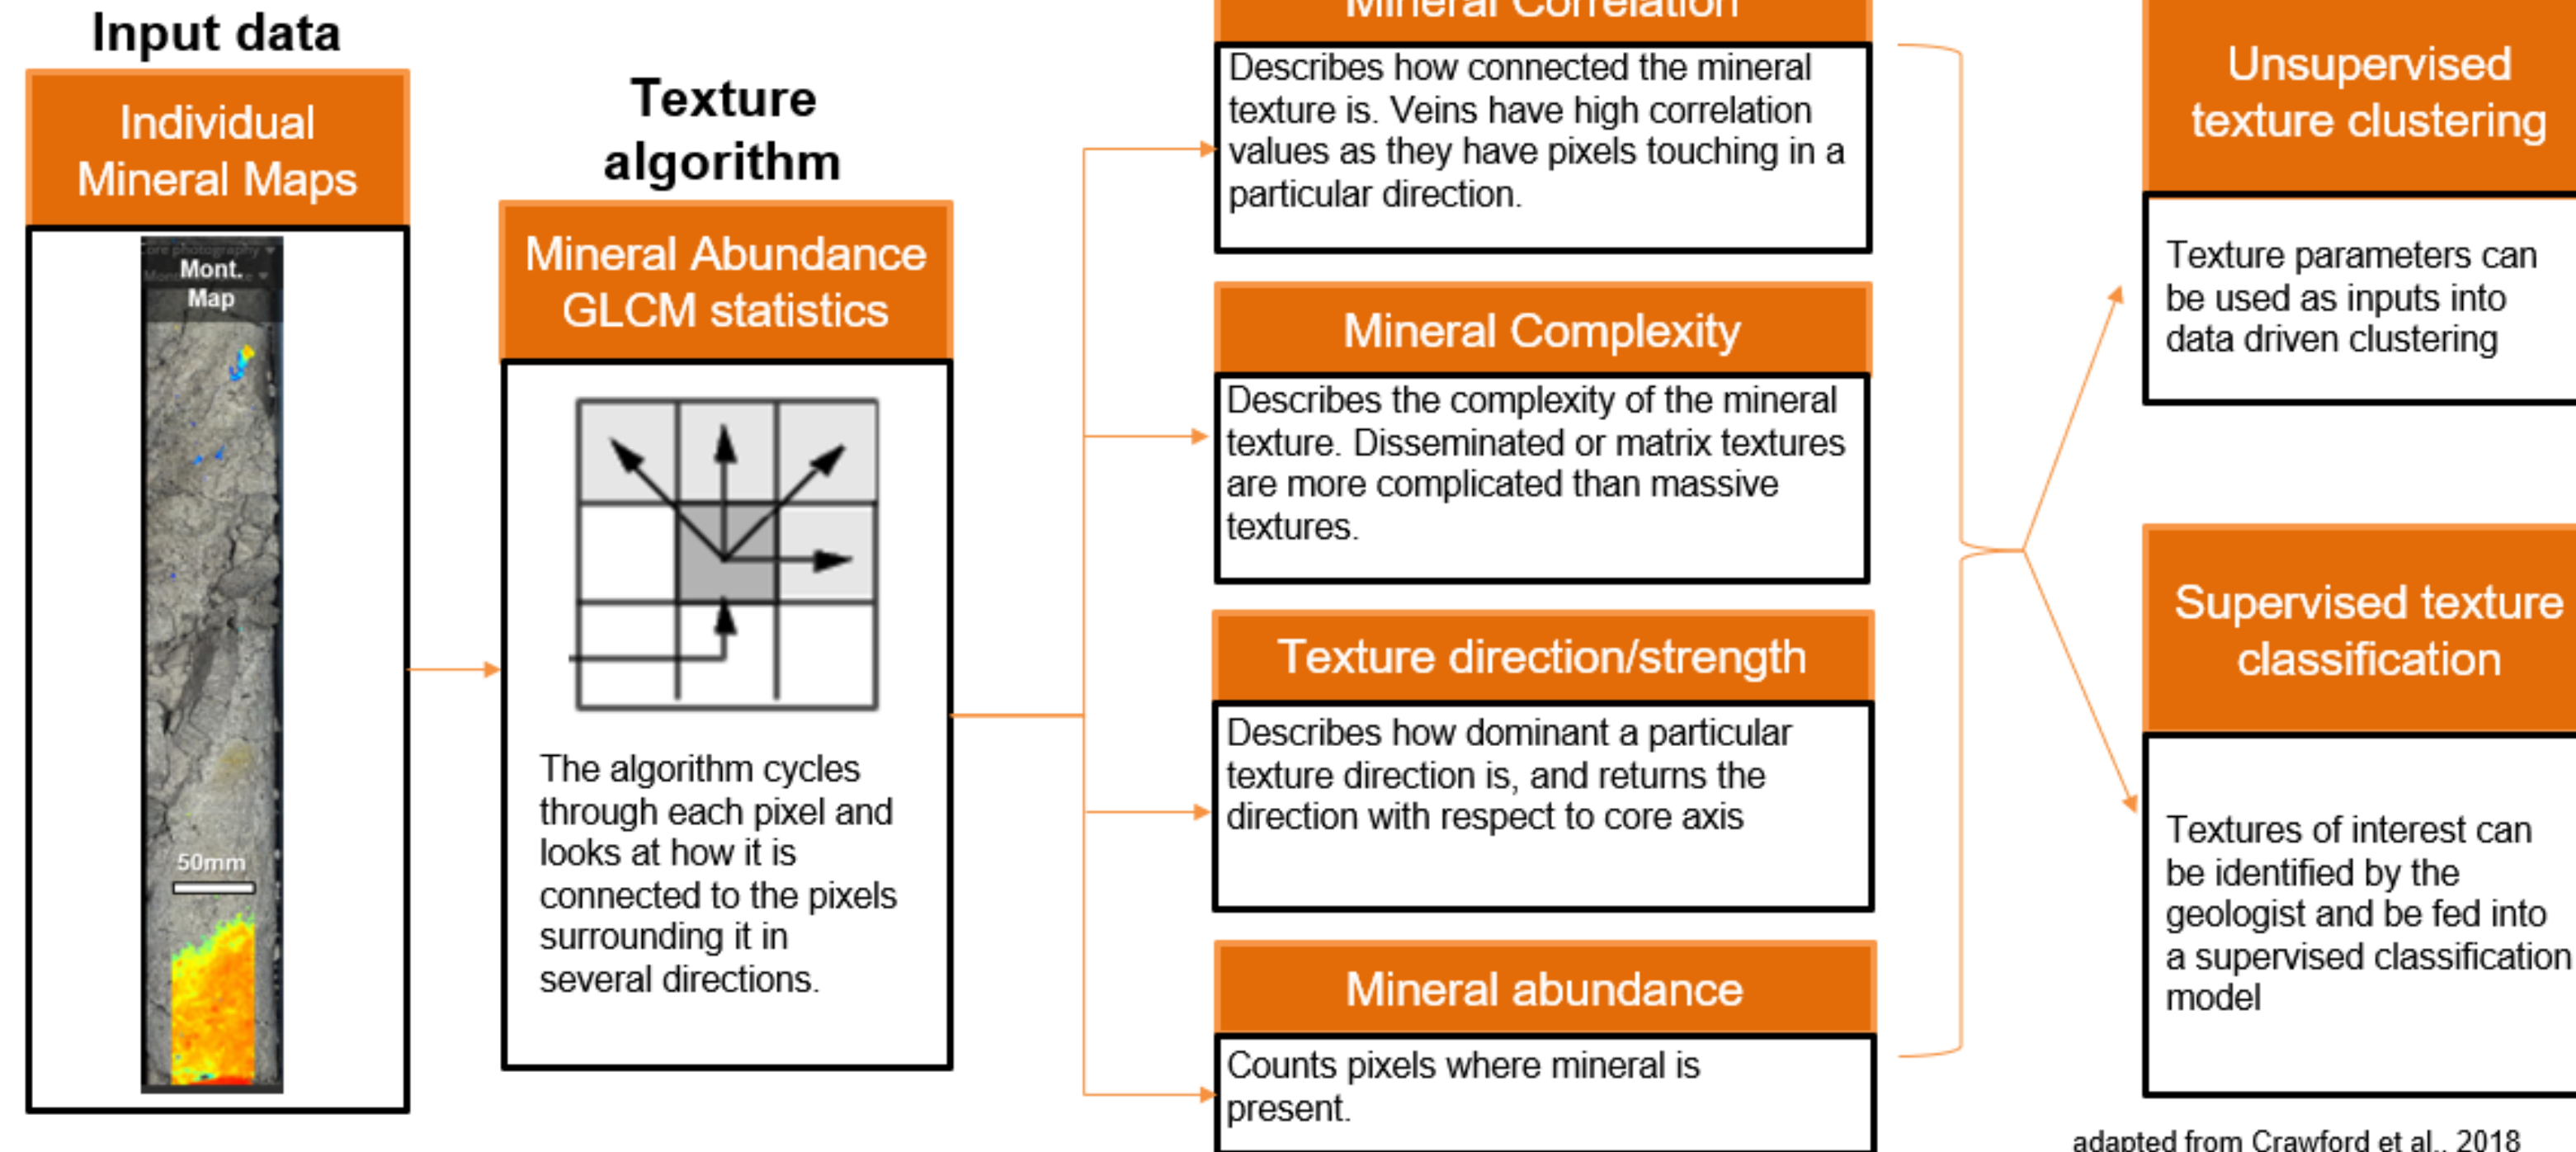 Input data
Individual
Mineral Maps
core photography
Mont.
Map
50mm
Texture
algorithm
Mineral Abundance
GLCM statistics
The algorithm cycles
through each pixel and
looks at how it is
connected to the pixels
surrounding it in
several directions.
Mineral Correlation
Describes how connected the mineral
texture is. Veins have high correlation
values as they have pixels touching in a
particular direction.
Mineral Complexity
Describes the complexity of the mineral
texture. Disseminated or matrix textures
are more complicated than massive
textures.
Texture direction/strength
Describes how dominant a particular
texture direction is, and returns the
direction with respect to core axis
Mineral abundance
Counts pixels where mineral is
present.
Unsupervised
texture clustering
Texture parameters can
be used as inputs into
data driven clustering
Supervised texture
classification
Textures of interest can
be identified by the
geologist and be fed into
a supervised classification
model
adapted from Crawford et al., 2018